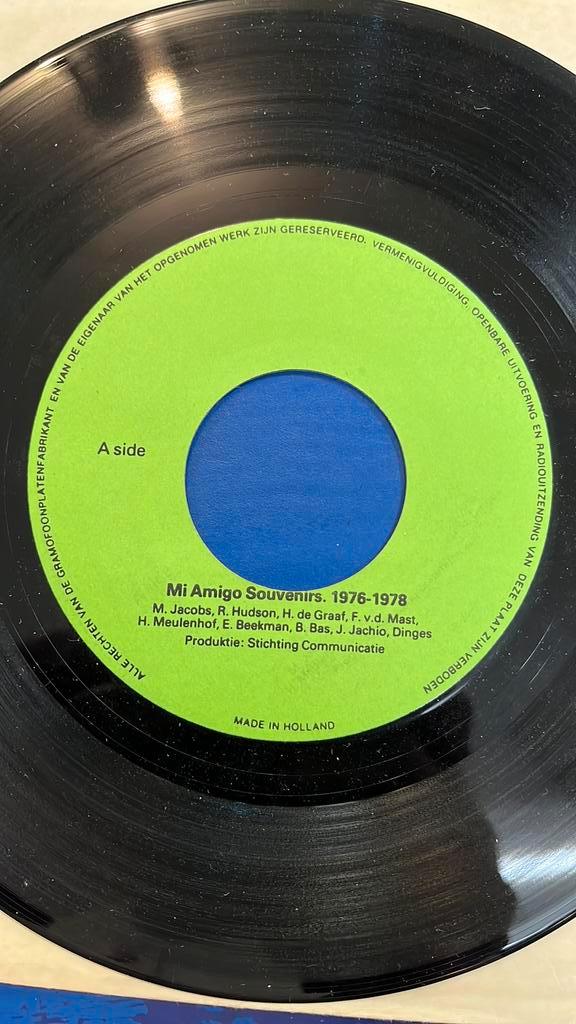 ALLE RECHTEN VAN DE GRAMOFOONPLATENFABRIKANT EN VAN DE EIGENAAR VAN HET OPGENOMEN WERK ZIJN GERESERVEERD. VERMENIGVULDIGING, OPENBARE UITVOERING EN RADIOUITZENDING VAN DEZE PLAAT ZIJN VERBODEN
A side
Mi Amigo Souvenirs. 1976-1978
M. Jacobs, R. Hudson, H. de Graaf, F. v.d. Mast,
H. Meulenhof, E. Beekman, B. Bas, J. Jachio, Dinges
Produktie: Stichting Communicatie
MADE IN HOLLAND